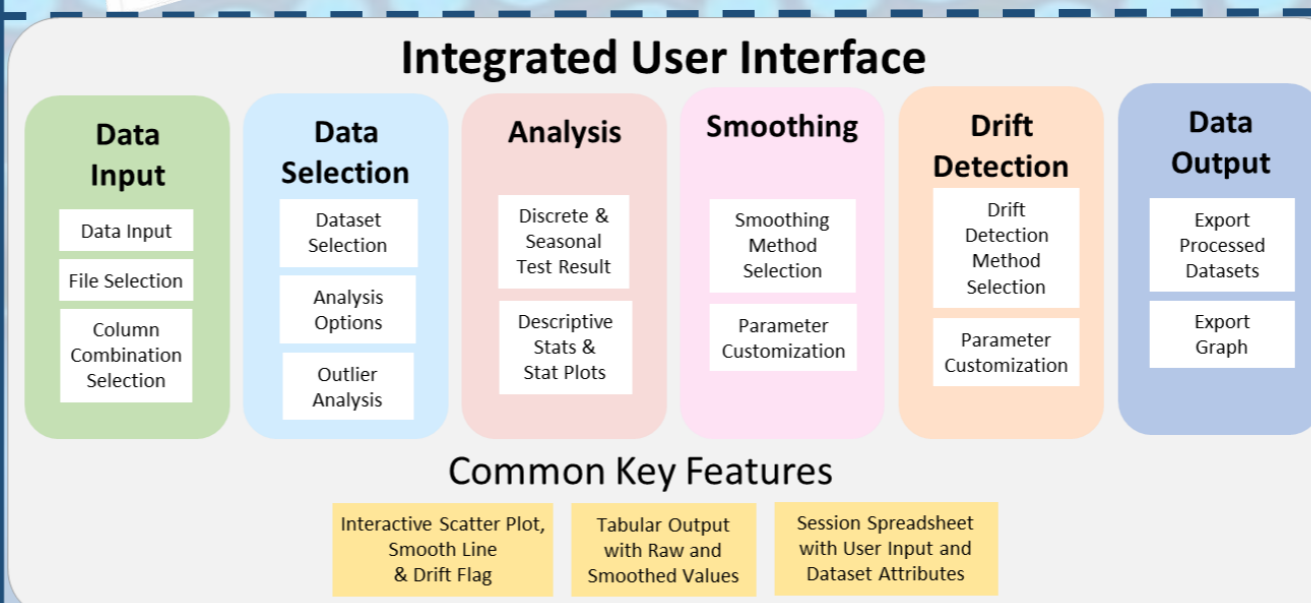 Integrated User Interface
Data
Input
Data Input
File Selection
Column
Combination
Selection
Data
Selection
Dataset
Selection
Analysis
Options
Outlier
Analysis
Analysis
Discrete &
Seasonal
Test Result
Descriptive
Stats &
Stat Plots
Smoothing
Smoothing
Method
Selection
Parameter
Customization
Drift
Detection
Drift
Detection
Method
Selection
Parameter
Customization
Data
Output
Export
Processed
Datasets
Export
Graph
Common Key Features
Interactive Scatter Plot,
Smooth Line
& Drift Flag
Tabular Output
with Raw and
Smoothed Values
Session Spreadsheet
with User Input and
Dataset Attributes